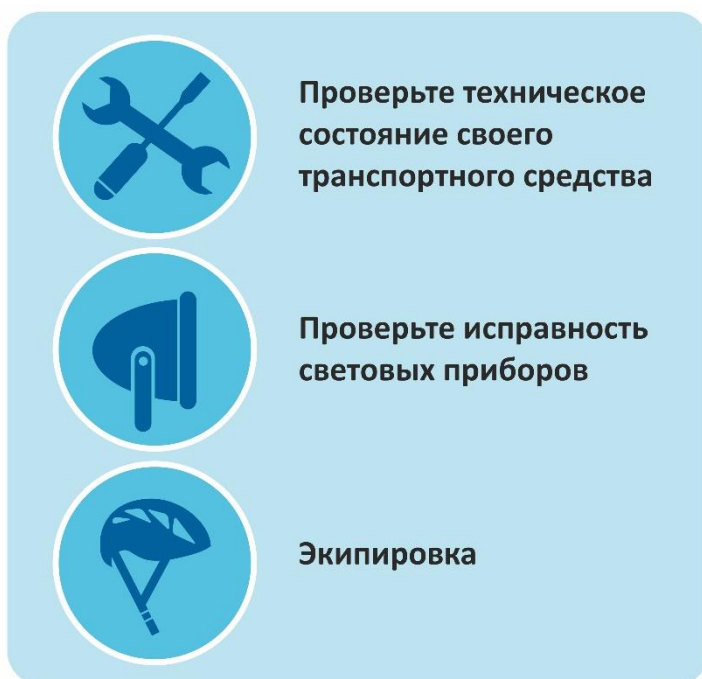 Проверьте техническое
состояние своего
транспортного средства
Проверьте исправность
световых приборов
Экипировка